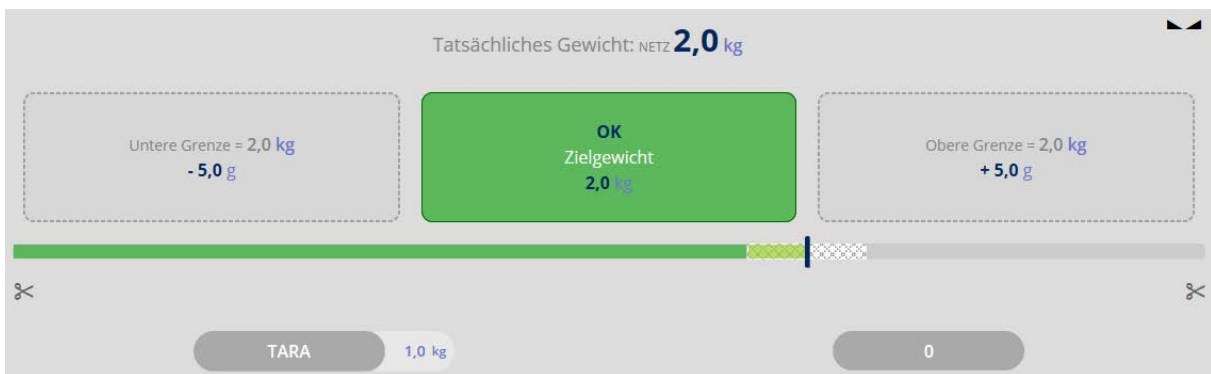 Tatsächliches Gewicht: NETZ 2,0 kg
Untere Grenze = 2,0 kg
- 5,0 g
OK
Zielgewicht
2,0 kg
Obere Grenze = 2,0 kg
+ 5,0 g
TARA 1,0 kg
0